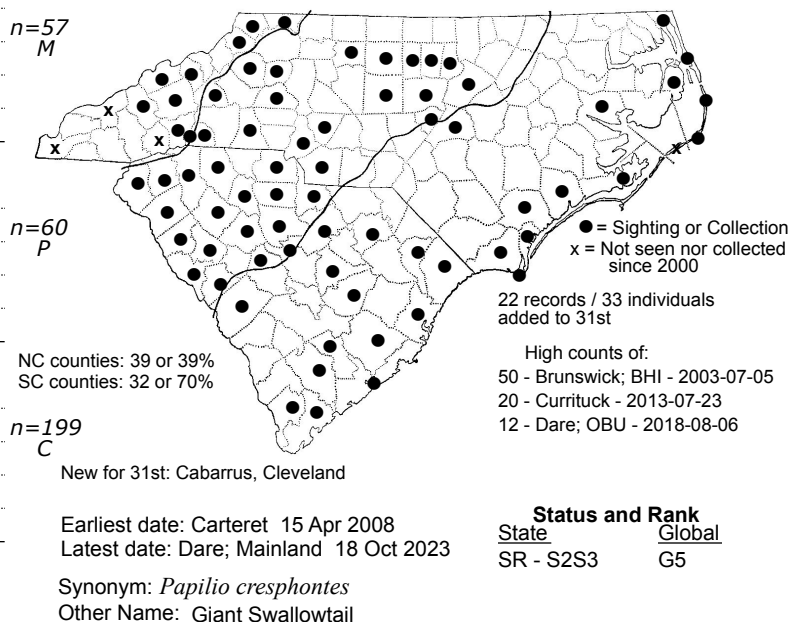 n=57
M
n=60
P
n=199
C
x
x
x
x
● = Sighting or Collection
x = Not seen nor collected
since 2000
22 records / 33 individuals
added to 31st
High counts of:
50 - Brunswick; BHI - 2003-07-05
20 - Currituck - 2013-07-23
12 - Dare; OBU - 2018-08-06
NC counties: 39 or 39%
SC counties: 32 or 70%
New for 31st: Cabarrus, Cleveland
Earliest date: Carteret 15 Apr 2008
Latest date: Dare; Mainland 18 Oct 2023
Status and Rank
State Global
SR - S2S3 G5
Synonym: Papilio cresphontes
Other Name: Giant Swallowtail